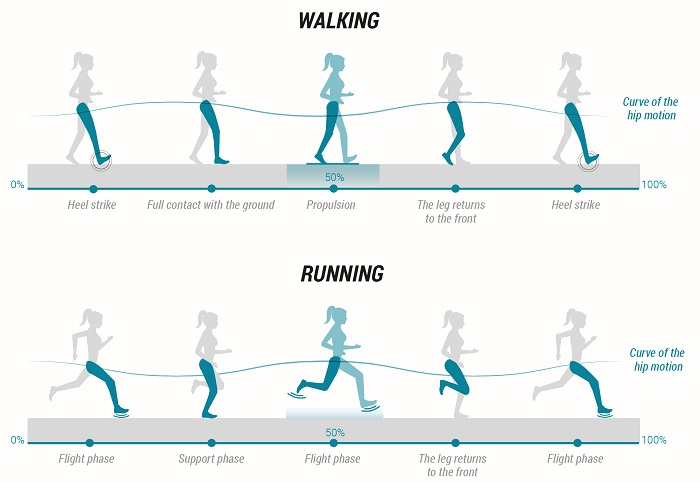 WALKING
Curve of the
hip motion
0%
50%
100%
Heel strike
Full contact with the ground
Propulsion
The leg returns
to the front
Heel strike
RUNNING
Curve of the
hip motion
0%
50%
100%
Flight phase
Support phase
Flight phase
The leg returns
to the front
Flight phase